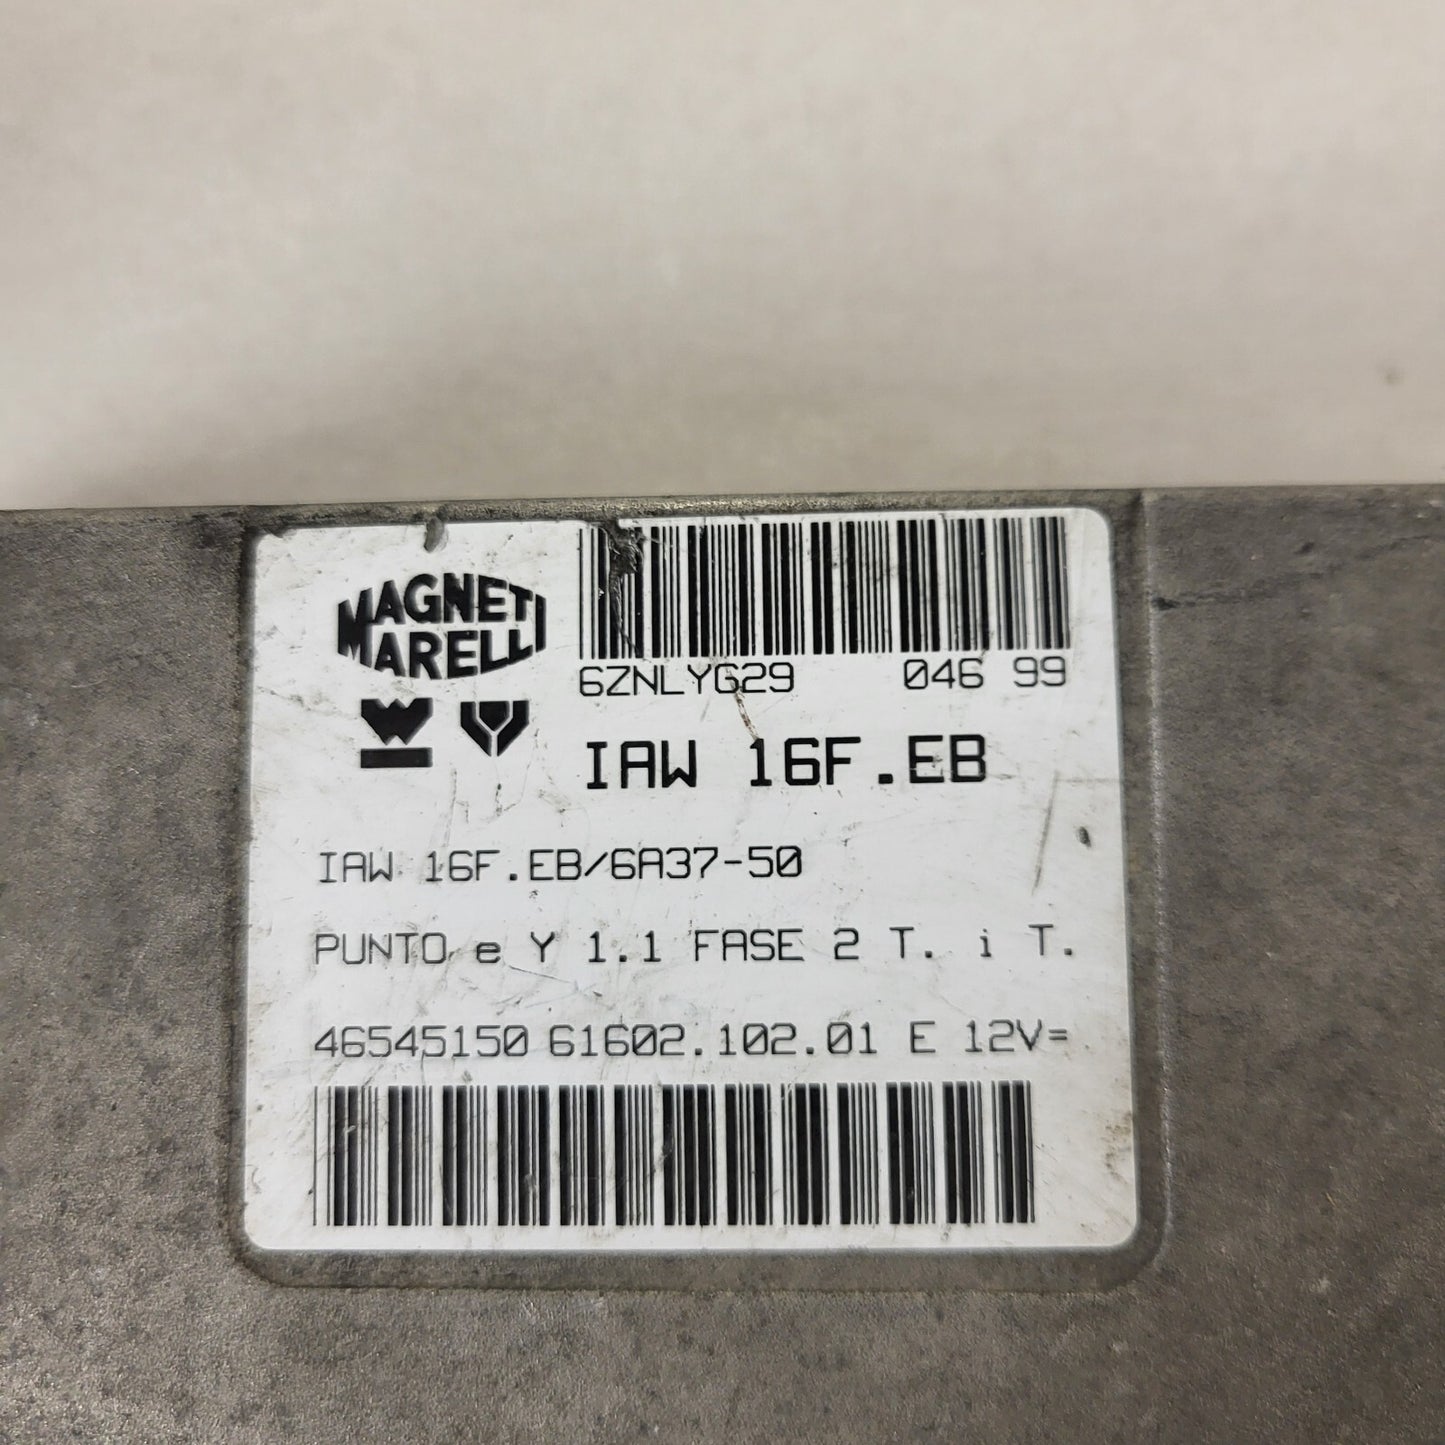 MAGNETI
MARELLI
6ZNLYG29 046 99
IAW 16F.EB
IAW 16F.EB/6A37-50
PUNTO e Y 1.1 FASE 2 T. i T.
46545150 61602.102.01 E 12V=